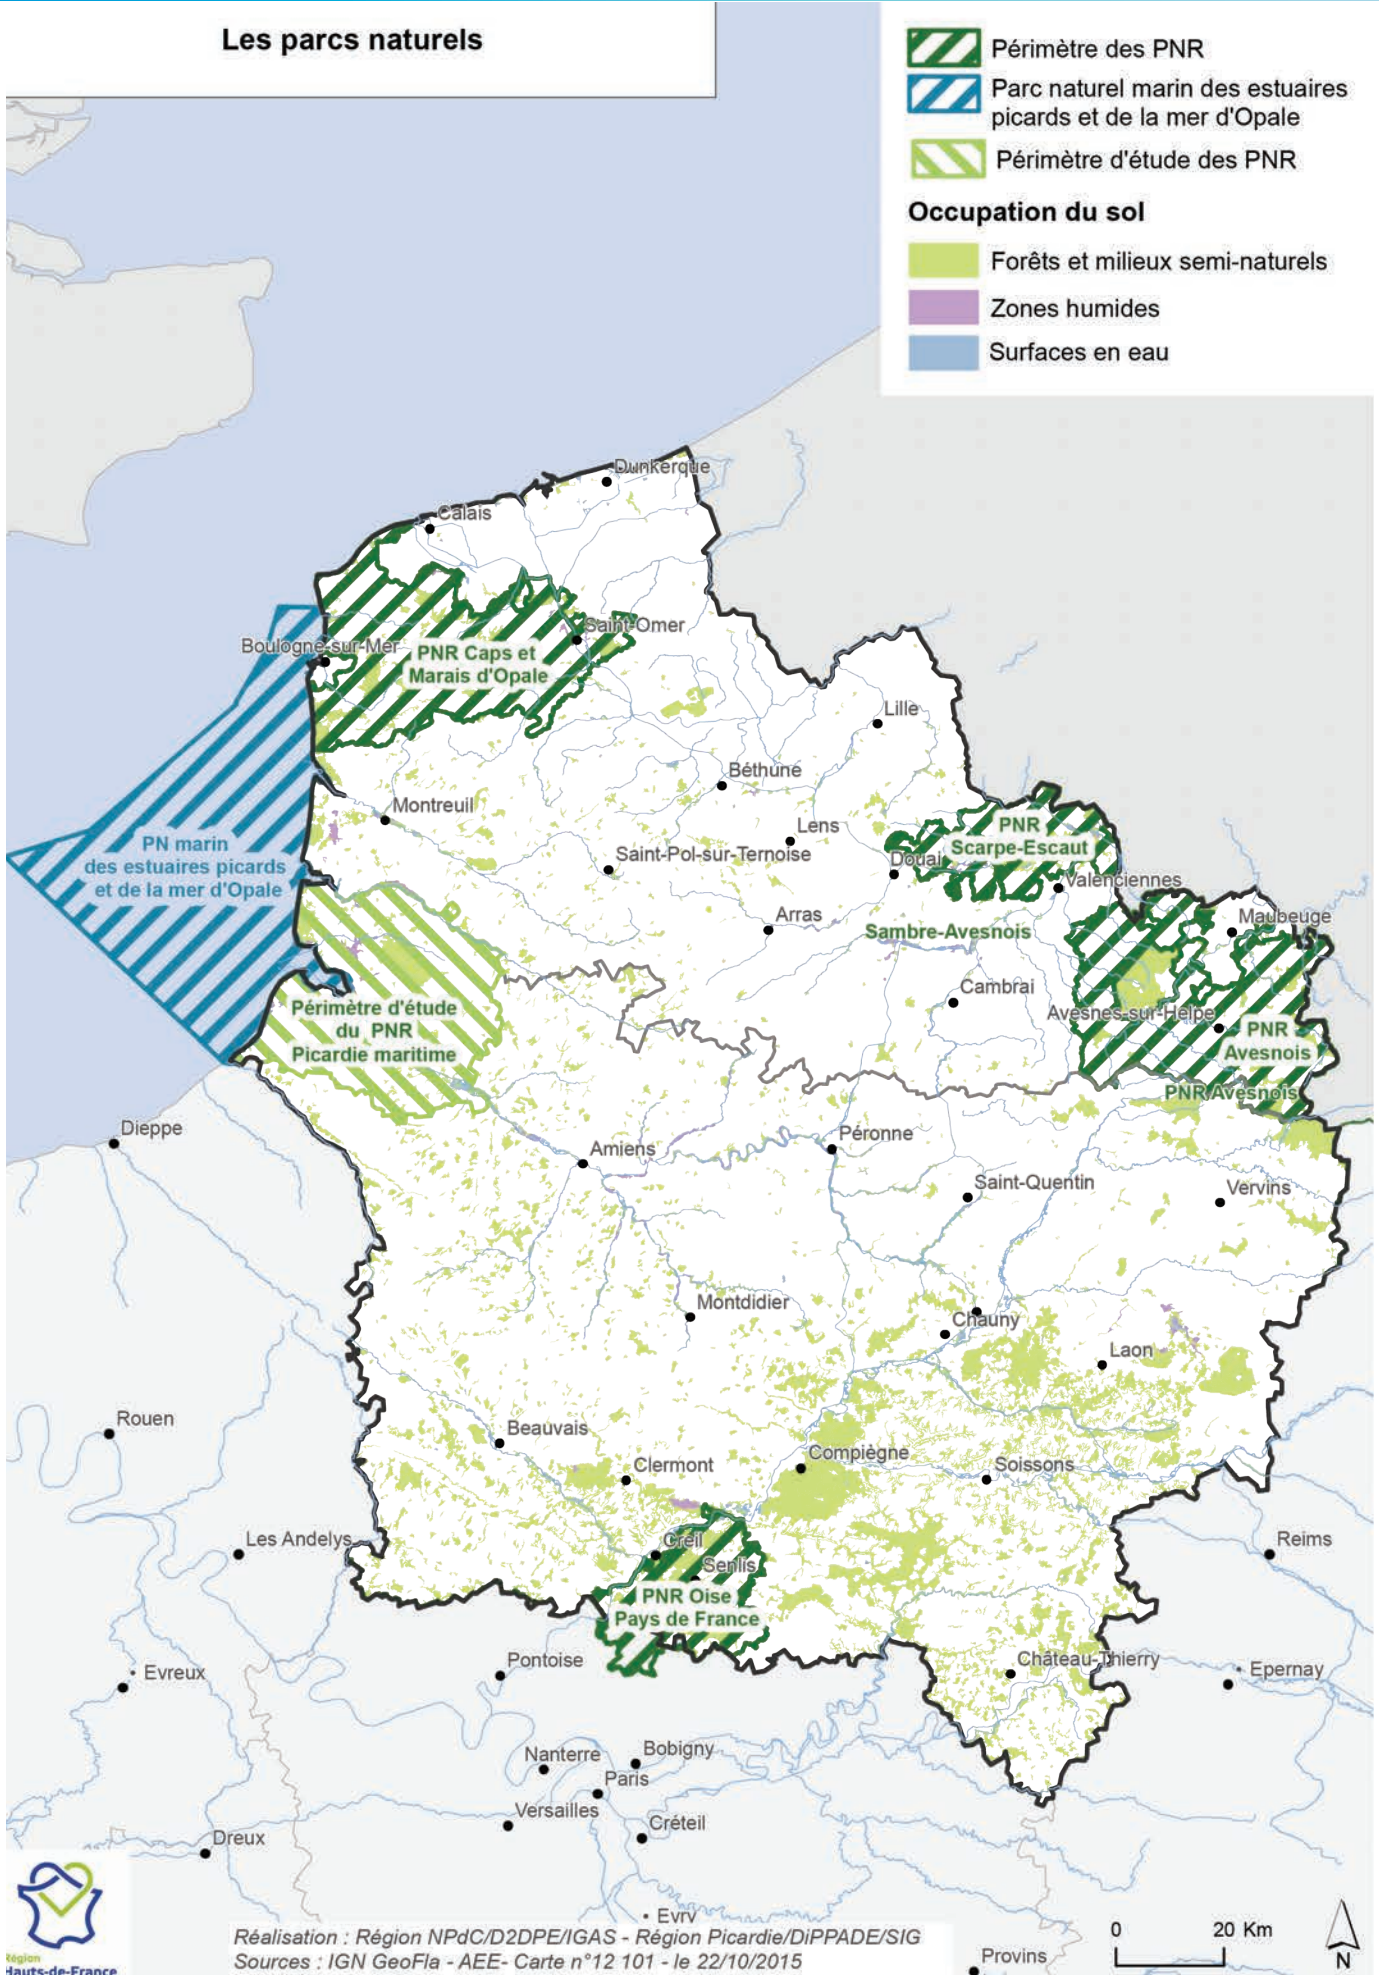 Les parcs naturels
Périmètre des PNR
Parc naturel marin des estuaires
picards et de la mer d'Opale
Périmètre d'étude des PNR
Occupation du sol
Forêts et milieux semi-naturels
Zones humides
Surfaces en eau
Dunkerque
Calais
Saint-Omer
Boulogne-sur-Mer
PNR Caps et
Marais d'Opale
Lille
Béthune
Montreuil
Lens
PNR
Scarpe-Escaut
PN marin
des estuaires picards
et de la mer d'Opale
Saint-Pol-sur-Ternoise
Douai
Valenciennes
Arras
Maubeuge
Sambre-Avesnois
Cambrai
Périmètre d'étude
du PNR
Picardie maritime
Avesnes-sur-Helpe
PNR
Avesnois
PNR Avesnois
Dieppe
Péronne
Amiens
Saint-Quentin
Vervins
Montdidier
Chauny
Laon
Rouen
Beauvais
Compiègne
Clermont
Soissons
Les Andelys
Creil
Reims
Senlis
PNR Oise
Pays de France
Pontoise
Château-Thierry
Evreux
Epernay
Nanterre
Bobigny
Paris
Versailles
Créteil
Dreux
Evry
Provins
Région
Hauts-de-France
Réalisation : Région NPdC/D2DPE/IGAS - Région Picardie/DiPPADE/SIG
Sources : IGN GeoFla - AEE- Carte n°12 101 - le 22/10/2015
0 20 Km
N